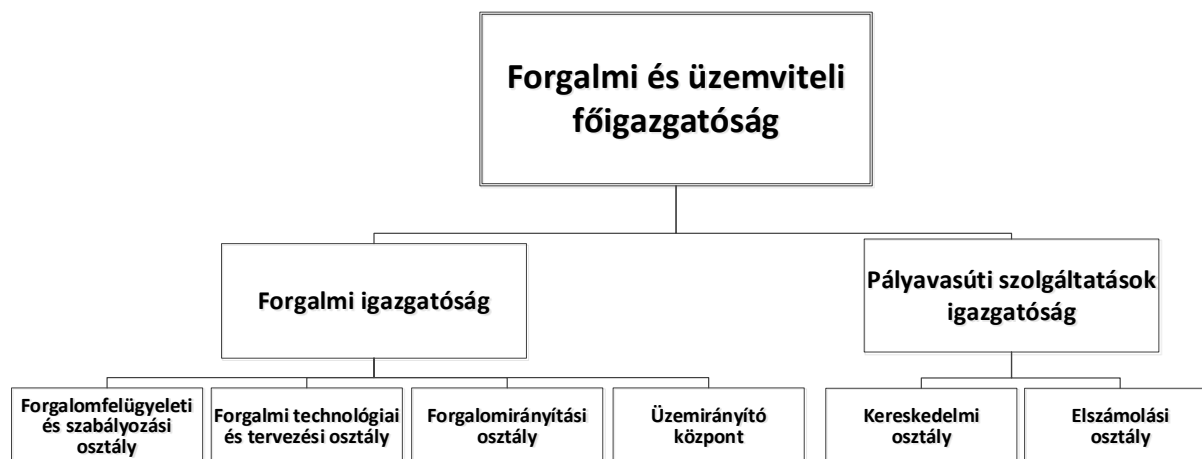 Forgalmi és üzemviteli
főigazgatóság
Forgalmi igazgatóság
Pályavasúti szolgáltatások
igazgatóság
Forgalomfelügyeleti
és szabályozási
osztály
Forgalmi technológiai
és tervezési osztály
Forgalomirányítási
osztály
Üzemirányító
központ
Kereskedelmi
osztály
Elszámolási
osztály